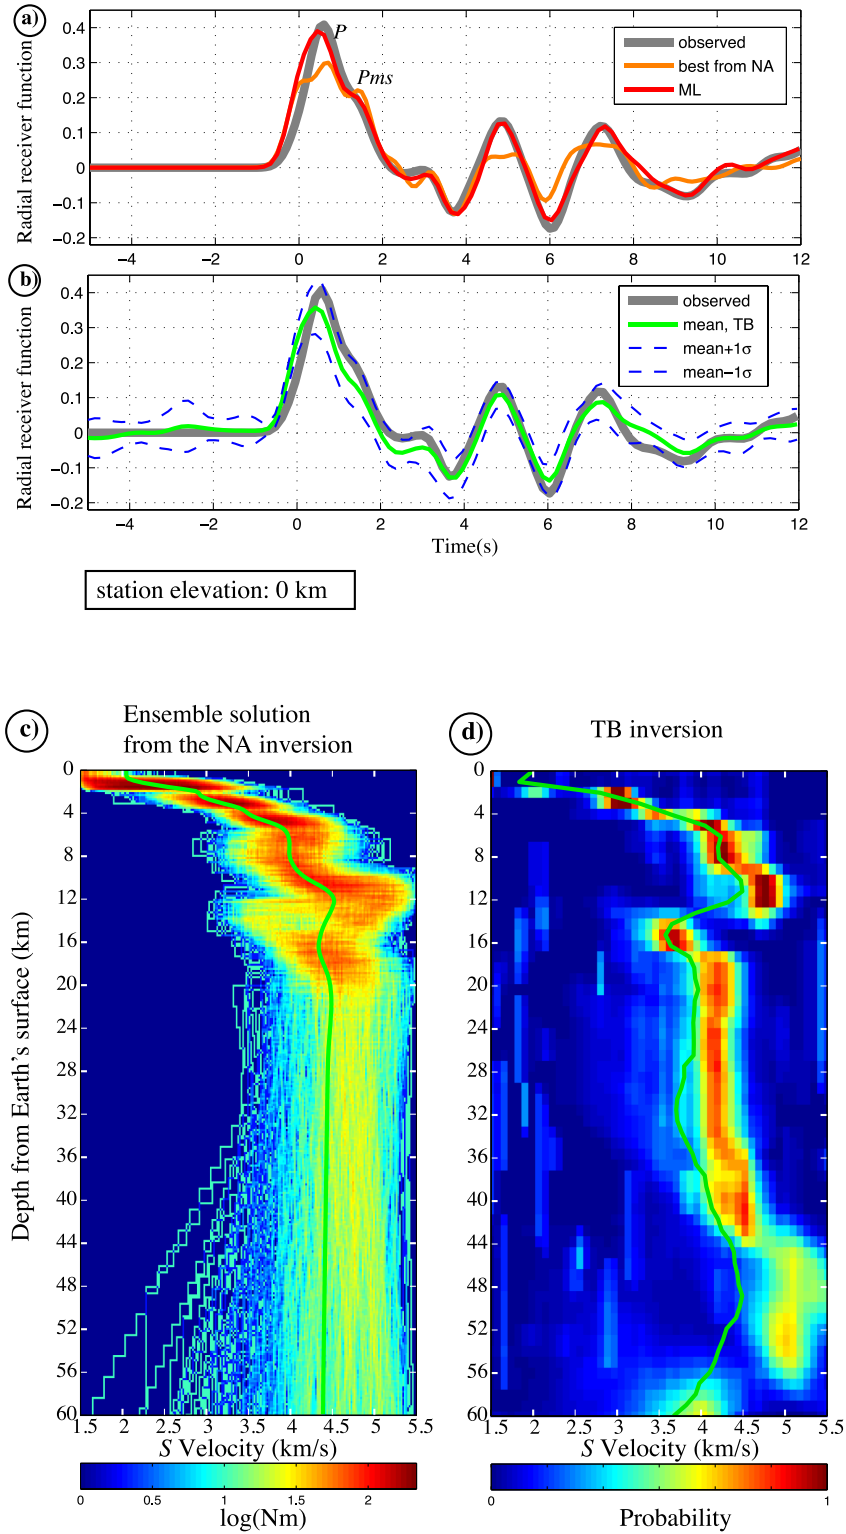 a)
Radial receiver function
0.4
0.3
0.2
0.1
0
−0.1
−0.2
P
Pms
observed
best from NA
ML
−4 −2 0 2 4 6 8 10 12
b)
Radial receiver function
0.4
0.3
0.2
0.1
0
−0.1
−0.2
observed
mean, TB
mean+1σ
mean−1σ
−4 −2 0 2 4 6 8 10 12
Time(s)
station elevation: 0 km
c)
Ensemble solution
from the NA inversion
Depth from Earth's surface (km)
0
4
8
12
16
20
24
28
32
36
40
44
48
52
56
60
1.5 2 2.5 3 3.5 4 4.5 5 5.5
S Velocity (km/s)
0 0.5 1 1.5 2
log(Nm)
d)
TB inversion
0
4
8
12
16
20
24
28
32
36
40
44
48
52
56
60
1.5 2 2.5 3 3.5 4 4.5 5 5.5
S Velocity (km/s)
0 1
Probability